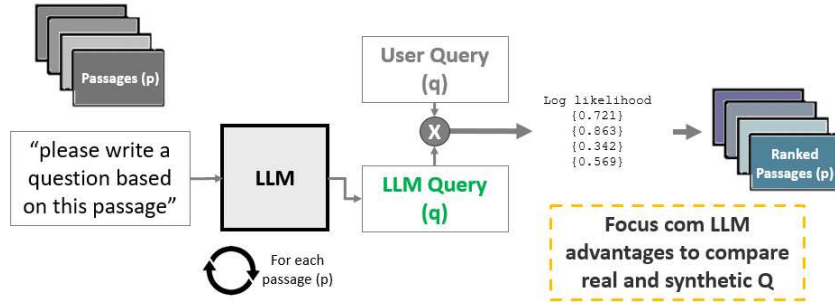 Passages (p)
“please write a
question based
on this passage”
LLM
For each
passage (p)
User Query
(q)
X
LLM Query
(q)
Log likelihood
{0.721}
{0.863}
{0.342}
{0.569}
Ranked
Passages (p)
Focus com LLM
advantages to compare
real and synthetic Q